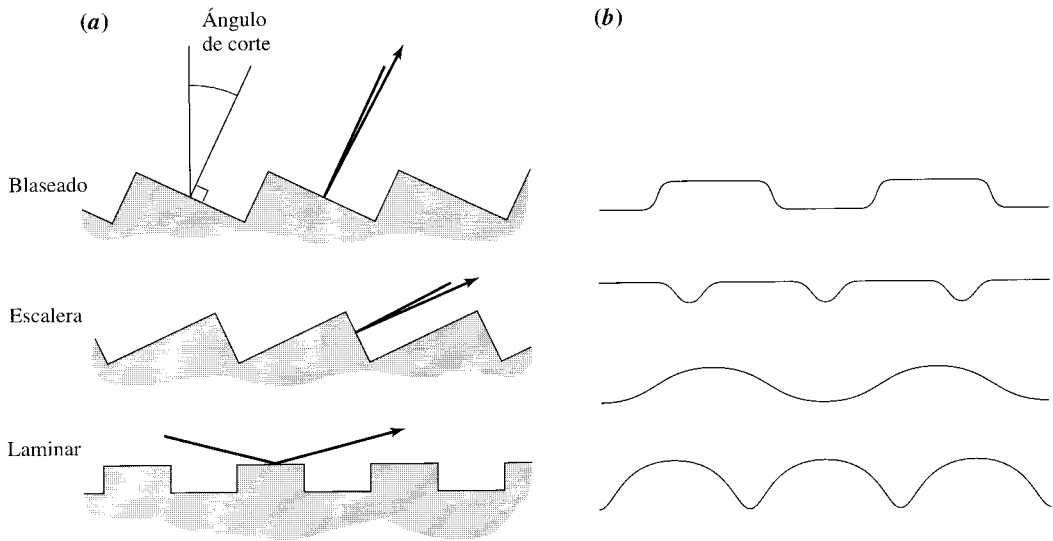 (a)
Ángulo
de corte
(b)
Blaseado
Escalera
Laminar